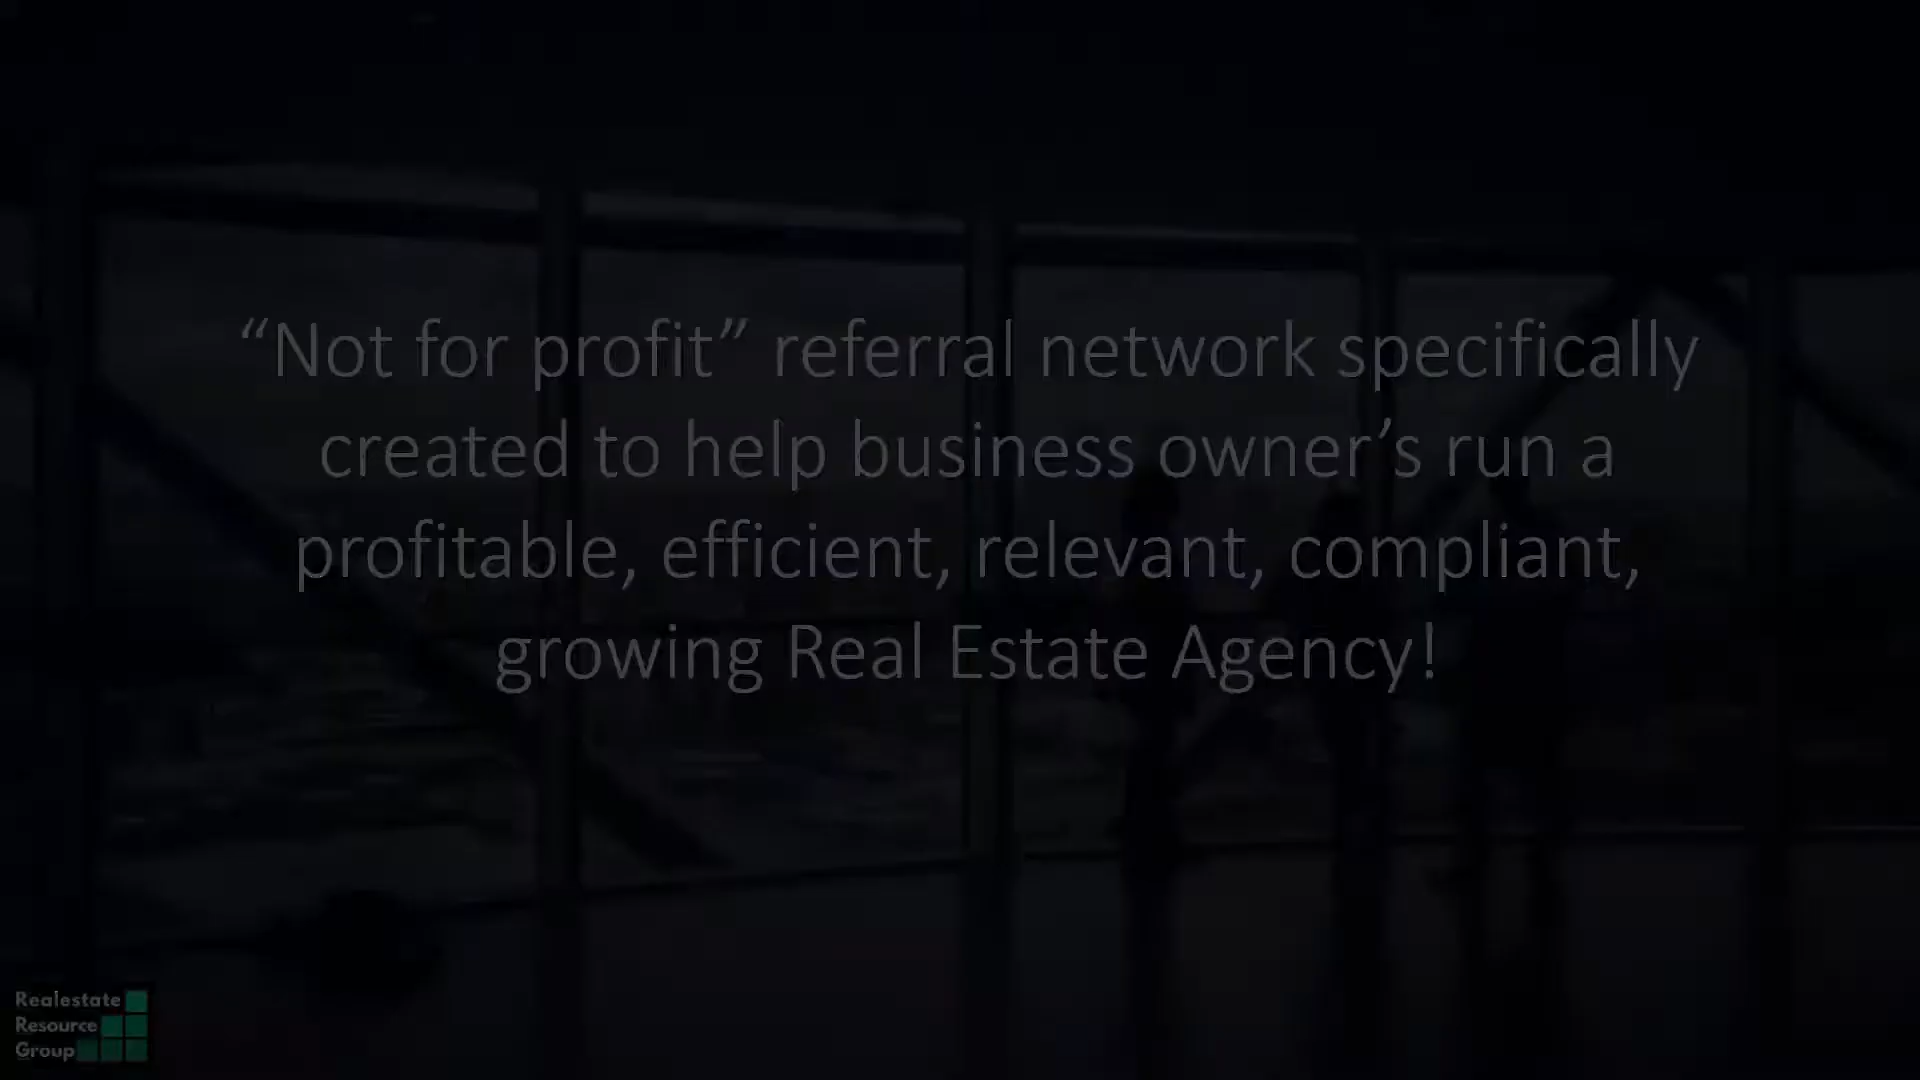 “Not for profit” referral network specifically
created to help business owner’s run a
profitable, efficient, relevant, compliant,
growing Real Estate Agency!
Realestate
Resource
Group